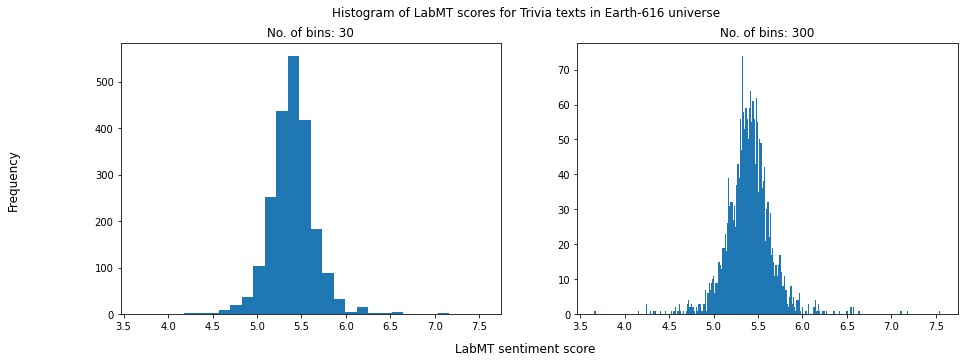 Histogram of LabMT scores for Trivia texts in Earth-616 universe
No. of bins: 30
No. of bins: 300
Frequency
500
400
300
200
100
0
3.5 4.0 4.5 5.0 5.5 6.0 6.5 7.0 7.5
70
60
50
40
30
20
10
0
3.5 4.0 4.5 5.0 5.5 6.0 6.5 7.0 7.5
LabMT sentiment score